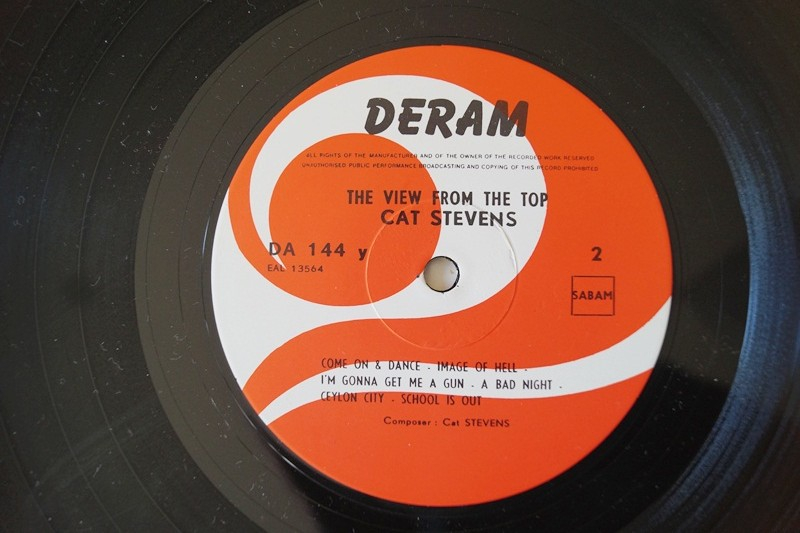 DERAM
ALL RIGHTS OF THE MANUFACTURER AND OF THE OWNER OF THE RECORDED WORK RESERVED
UNAUTHORISED PUBLIC PERFORMANCE BROADCASTING AND COPYING OF THIS RECORD PROHIBITED
THE VIEW FROM THE TOP
CAT STEVENS
DA 144 y 2
EAL 13564
SABAM
COME ON & DANCE - IMAGE OF HELL -
I'M GONNA GET ME A GUN - A BAD NIGHT -
CEYLON CITY - SCHOOL IS OUT
Composer : Cat STEVENS